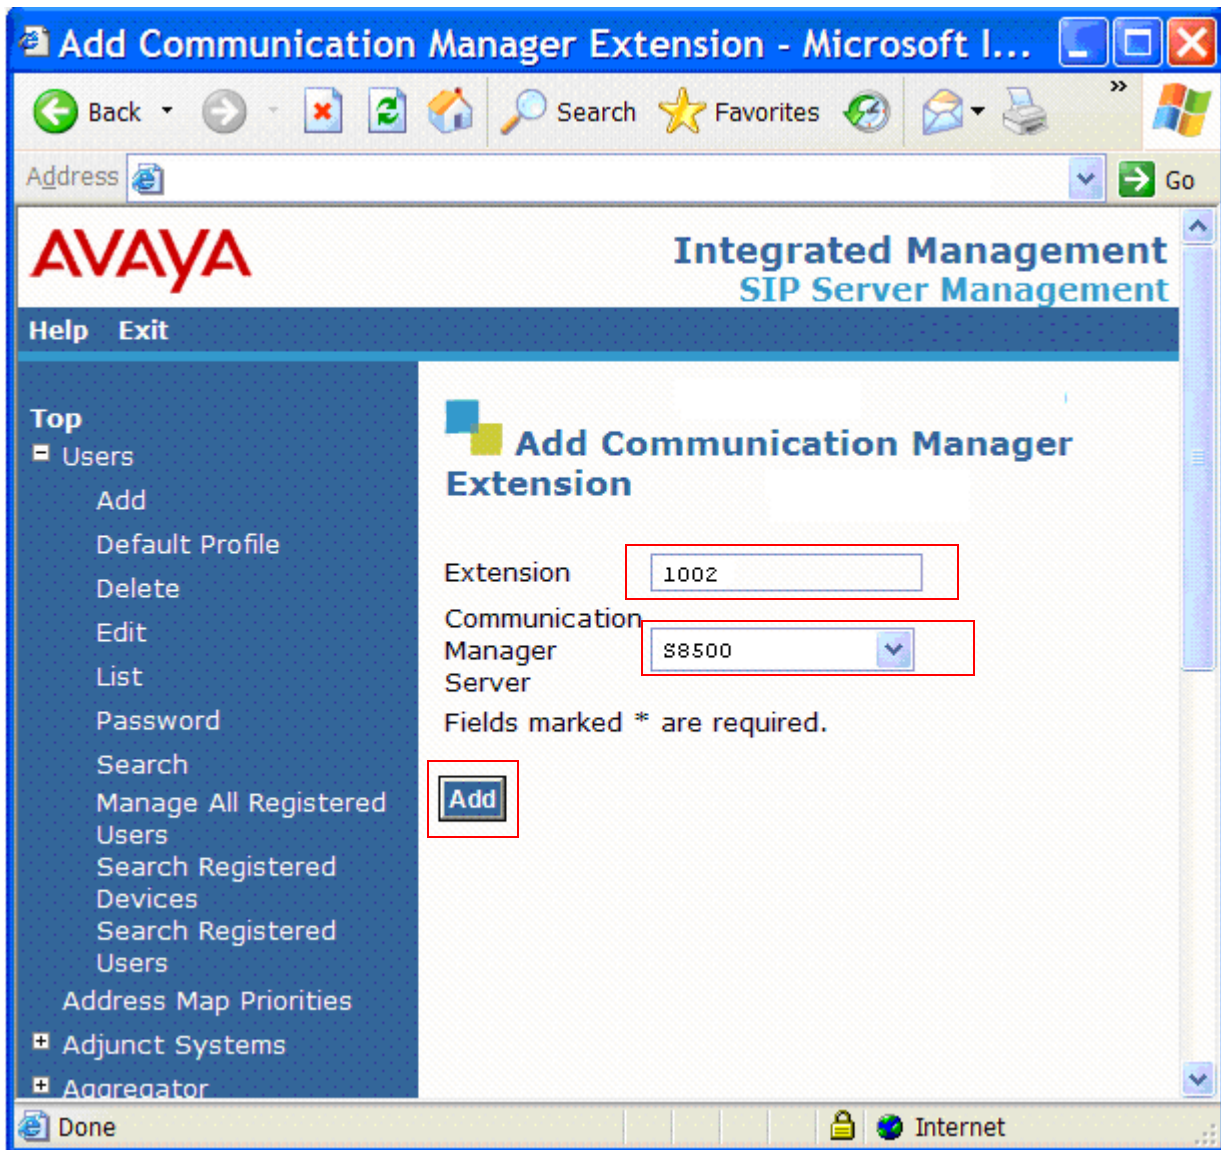 Add Communication Manager Extension - Microsoft I...
Back
Search
Favorites
»
Address
Go
AVAYA
Integrated Management
SIP Server Management
Help Exit
Top
Users
Add
Default Profile
Delete
Edit
List
Password
Search
Manage All Registered
Users
Search Registered
Devices
Search Registered
Users
Address Map Priorities
Adjunct Systems
Aggregator
Add Communication Manager
Extension
Extension
1002
Communication
Manager
Server
S8500
Fields marked * are required.
Add
Done
Internet